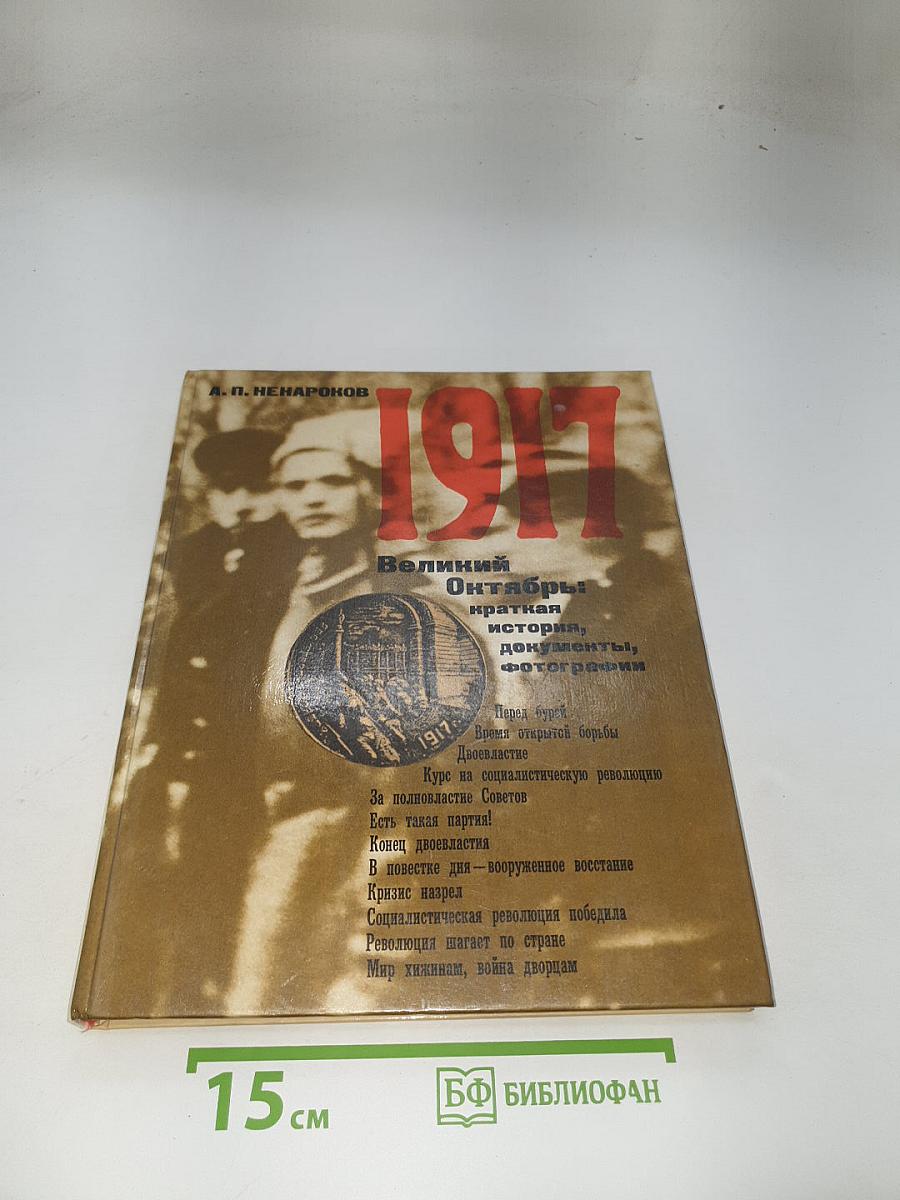 А. П. НЕНАРОКОВ
1917
Великий
Октябрь:
краткая
история,
документы,
фотографии
1917
Перед бурей
Время открытой борьбы
Двоевластие
Курс на социалистическую революцию
За полновластие Советов
Есть такая партия!
Конец двоевластия
В повестке дня — вооруженное восстание
Кризис назрел
Социалистическая революция победила
Революция шагает по стране
Мир хижинам, война дворцам
15 см
БФ БИБЛИОФАН